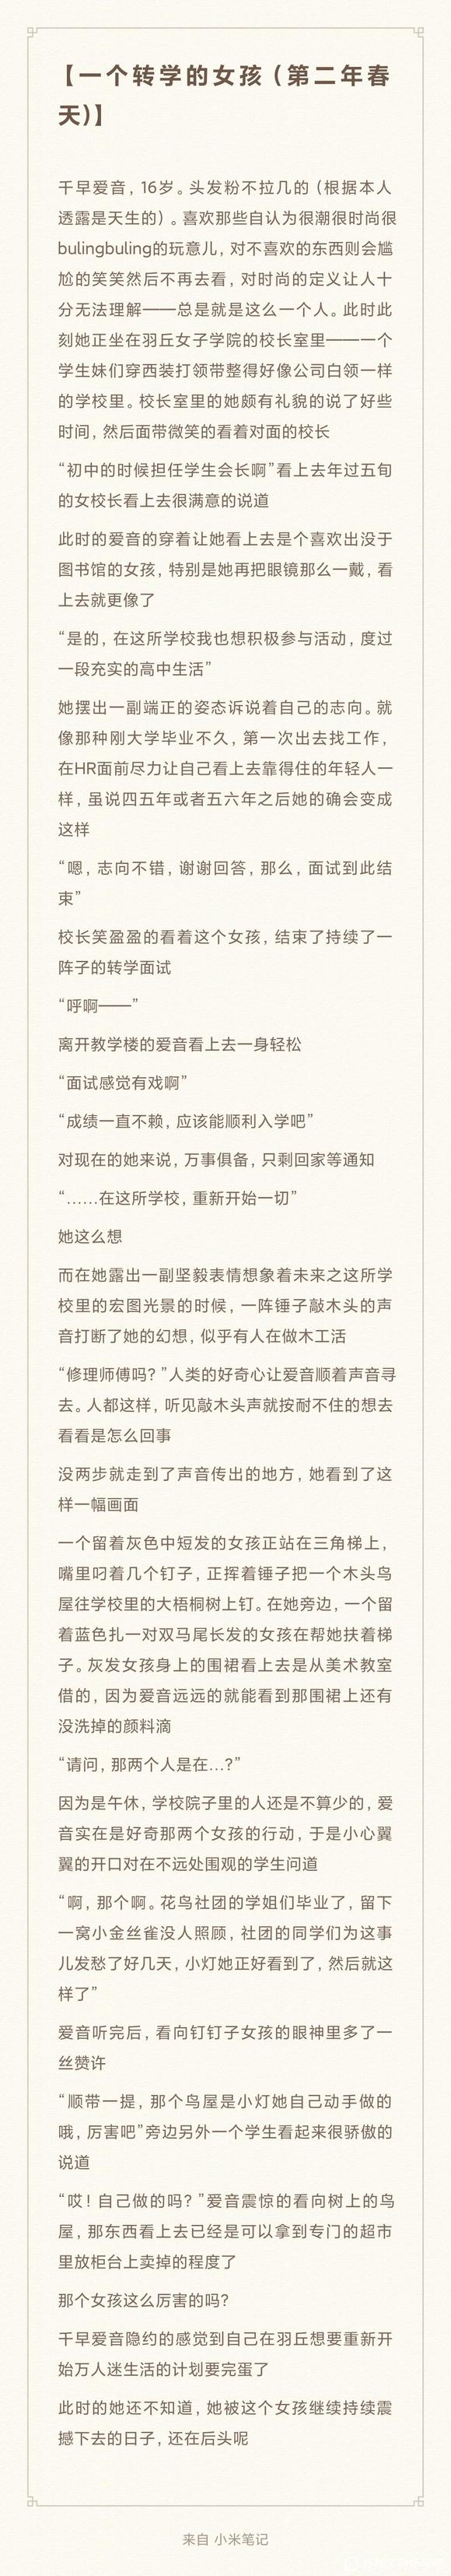 【一个转学的女孩（第二年春
天)】
千早爱音，16岁。头发粉不拉几的（根据本人
透露是天生的）。喜欢那些自认为很潮很时尚很
bulingbuling的玩意儿，对不喜欢的东西则会尴
尬的笑笑然后不再去看，对时尚的定义让人十
分无法理解——总是就是这么一个人。此时此
刻她正坐在羽丘女子学院的校长室里——一个
学生妹们穿西装打领带整得好像公司白领一样
的学校里。校长室里的她颇有礼貌的说了好些
时间，然后面带微笑的看着对面的校长
“初中的时候担任学生会长啊”看上去年过五旬
的女校长看上去很满意的说道
此时的爱音的穿着让她看上去是个喜欢出没于
图书馆的女孩，特别是她再把眼镜那么一戴，看
上去就更像了
“是的，在这所学校我也想积极参与活动，度过
一段充实的高中生活”
她摆出一副端正的姿态诉说着自己的志向。就
像那种刚大学毕业不久，第一次出去找工作，
在HR面前尽力让自己看上去靠得住的年轻人一
样，虽说四五年或者五六年之后她的确会变成
这样
“嗯，志向不错，谢谢回答，那么，面试到此结
束”
校长笑盈盈的看着这个女孩，结束了持续了一
阵子的转学面试
“呼啊——”
离开教学楼的爱音看上去一身轻松
“面试感觉有戏啊”
“成绩一直不赖，应该能顺利入学吧”
对现在的她来说，万事俱备，只剩回家等通知
“……在这所学校，重新开始一切”
她这么想
而在她露出一副坚毅表情想象着未来之这所学
校里的宏图光景的时候，一阵锤子敲木头的声
音打断了她的幻想，似乎有人在做木工活
“修理师傅吗？”人类的好奇心让爱音顺着声音寻
去。人都这样，听见敲木头声就按耐不住的想去
看看是怎么回事
没两步就走到了声音传出的地方，她看到了这
样一幅画面
一个留着灰色中短发的女孩正站在三角梯上，
嘴里叼着几个钉子，正挥着锤子把一个木头鸟
屋往学校里的大梧桐树上钉。在她旁边，一个留
着蓝色扎一对双马尾长发的女孩在帮她扶着梯
子。灰发女孩身上的围裙看上去是从美术教室
借的，因为爱音远远的就能看到那围裙上还有
没洗掉的颜料滴
“请问，那两个人是在…?”
因为是午休，学校院子里的人还是不算少的，爱
音实在是好奇那两个女孩的行动，于是小心翼
翼的开口对在不远处围观的学生问道
“啊，那个啊。花鸟社团的学姐们毕业了，留下
一窝小金丝雀没人照顾，社团的同学们为这事
儿发愁了好几天，小灯她正好看到了，然后就这
样了”
爱音听完后，看向钉钉子女孩的眼神里多了一
丝赞许
“顺带一提，那个鸟屋是小灯她自己动手做的
哦，厉害吧”旁边另外一个学生看起来很骄傲的
说道
“哎！自己做的吗？”爱音震惊的看向树上的鸟
屋，那东西看上去已经是可以拿到专门的超市
里放柜台上卖掉的程度了
那个女孩这么厉害的吗?
千早爱音隐约的感觉到自己在羽丘想要重新开
始万人迷生活的计划要完蛋了
此时的她还不知道，她被这个女孩继续持续震
撼下去的日子，还在后头呢
来自 小米笔记